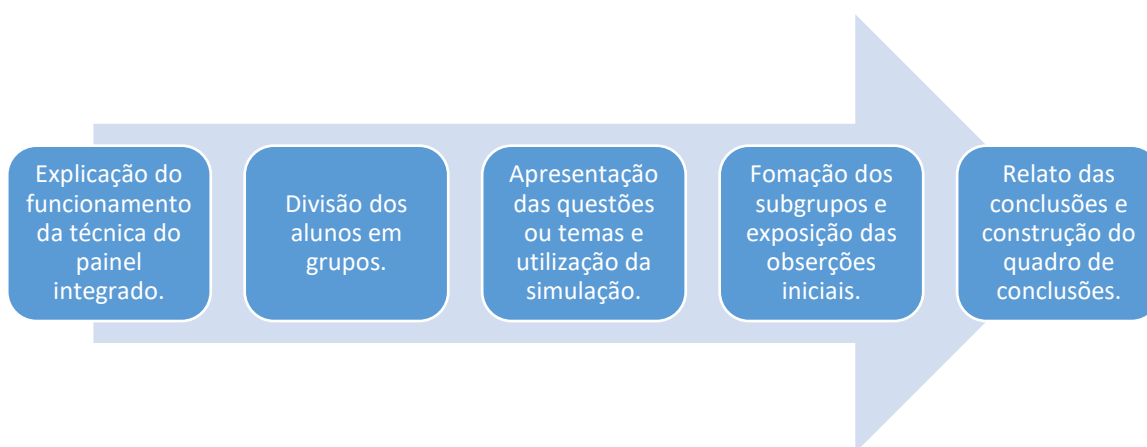 Explicação do
funcionamento
da técnica do
painel
integrado.
Divisão dos
alunos em
grupos.
Apresentação
das questões
ou temas e
utilização da
simulação.
Fomação dos
subgrupos e
exposição das
obserções
iniciais.
Relato das
conclusões e
construção do
quadro de
conclusões.